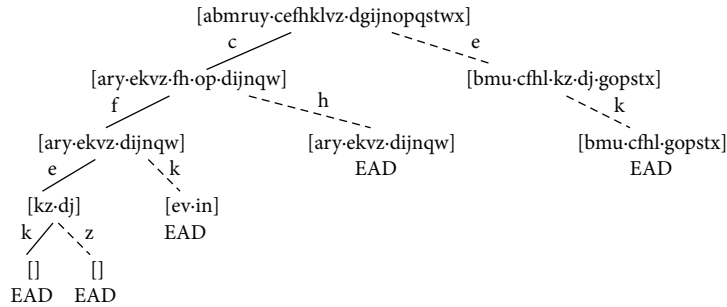 [abmruy·cefhklvz·dgijnopqstwx]
c e
[ary·ekvz·fh·op·dijnqw] [bmu·cfhl·kz·dj·gopstx]
f h k
[ary·ekvz·dijnqw] [ary·ekvz·dijnqw] [bmu·cfhl·gopstx]
EAD EAD
e k
[kz·dj] [ev·in]
k z EAD
[] []
EAD EAD